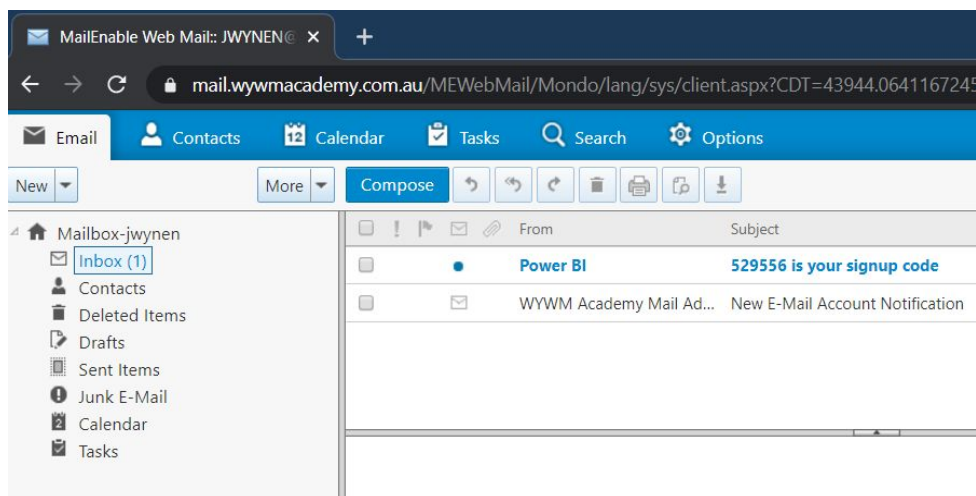 MailEnable Web Mail:: JWYNEN@
mail.wywmacademy.com.au/MEWebMail/Mondo/lang/sys/client.aspx?CDT=43944.0641167245
Email Contacts 12 Calendar Tasks Search Options
New More Compose
Mailbox-jwynen
Inbox (1)
Contacts
Deleted Items
Drafts
Sent Items
Junk E-Mail
2 Calendar
Tasks
From Subject
Power BI 529556 is your signup code
WYWM Academy Mail Ad... New E-Mail Account Notification